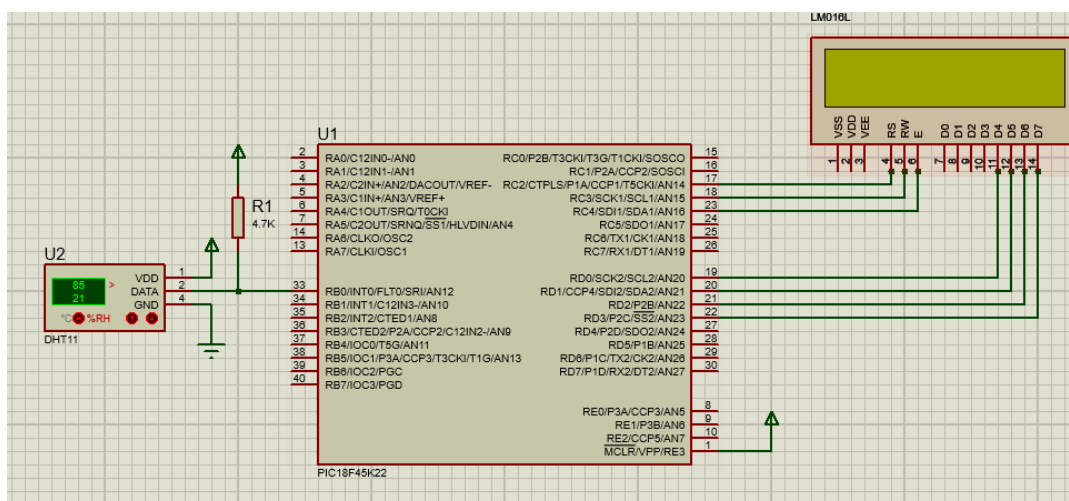 LM016L
VSS
VDD
VEE
RS
RW
E
D0
D1
D2
D3
D4
D5
D6
D7
1
2
3
4
5
6
7
8
9
10
11
12
13
14
U1
2 RA0/C12IN0-/AN0
3 RA1/C12IN1-/AN1
4 RA2/C2IN+/AN2/DACOUT/VREF-
5 RA3/C1IN+/AN3/VREF+
6 RA4/C1OUT/SRQ/T0CKI
7 RA5/C2OUT/SRNQ/SS1/HLVDIN/AN4
14 RA6/CLKO/OSC2
13 RA7/CLKI/OSC1
33 RB0/INT0/FLT0/SRI/AN12
34 RB1/INT1/C12IN3-/AN10
35 RB2/INT2/CTED1/AN8
36 RB3/CTED2/P2A/CCP2/C12IN2-/AN9
37 RB4/IOC0/T5G/AN11
38 RB5/IOC1/P3A/CCP3/T3CKI/T1G/AN13
39 RB6/IOC2/PGC
40 RB7/IOC3/PGD
RC0/P2B/T3CKI/T3G/T1CKI/SOSCO 15
RC1/P2A/CCP2/SOSCI 16
RC2/CTPLS/P1A/CCP1/T5CKI/AN14 17
RC3/SCK1/SCL1/AN15 18
RC4/SDI1/SDA1/AN16 23
RC5/SDO1/AN17 24
RC6/TX1/CK1/AN18 25
RC7/RX1/DT1/AN19 26
RD0/SCK2/SCL2/AN20 19
RD1/CCP4/SDI2/SDA2/AN21 20
RD2/P2B/AN22 21
RD3/P2C/SS2/AN23 22
RD4/P2D/SDO2/AN24 27
RD5/P1B/AN25 28
RD6/P1C/TX2/CK2/AN26 29
RD7/P1D/RX2/DT2/AN27 30
RE0/P3A/CCP3/AN5 8
RE1/P3B/AN6 9
RE2/CCP5/AN7 10
MCLR/VPP/RE3 1
PIC18F45K22
R1
4.7K
U2
85 >
21
°C %RH
VDD 1
DATA 2
GND 4
DHT11